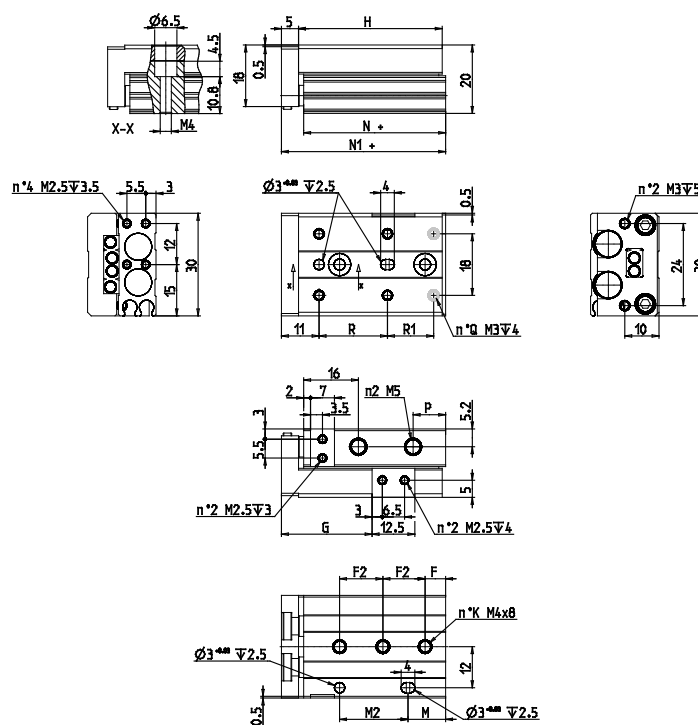 Ø6.5
4.5
10.8
X-X
M4
5
H
18
0.5
20
N +
N1 +
n°4 M2.5↧3.5
5.5
3
12
15
30
Ø3 ↧2.5
4
0.5
x
x
18
11
R
R1
n°Q M3↧4
n°2 M3↧5
24
10
16
2
7
3.5
n2 M5
P
5.2
3
5.5
n°2 M2.5↧3
3
6.5
12.5
G
5
n°2 M2.5↧4
F2
F2
F
n°K M4x8
Ø3 ↧2.5
4
12
0.5
M2
M
Ø3 ↧2.5